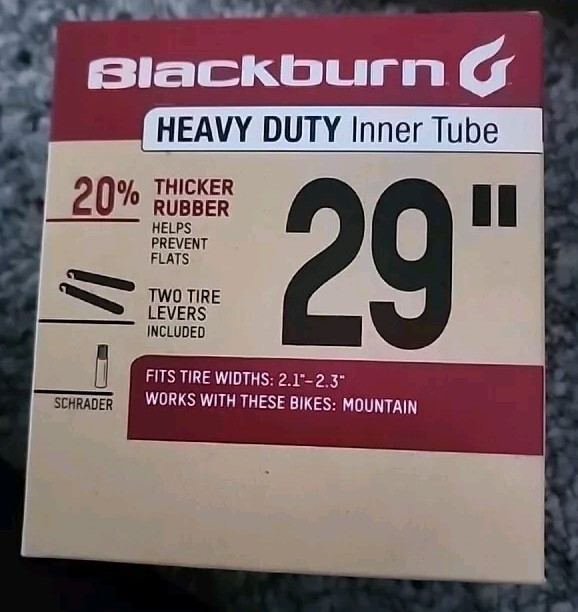 Blackburn
HEAVY DUTY Inner Tube
20% THICKER
RUBBER
HELPS
PREVENT
FLATS
29"
TWO TIRE
LEVERS
INCLUDED
SCHRADER
FITS TIRE WIDTHS: 2.1"-2.3"
WORKS WITH THESE BIKES: MOUNTAIN